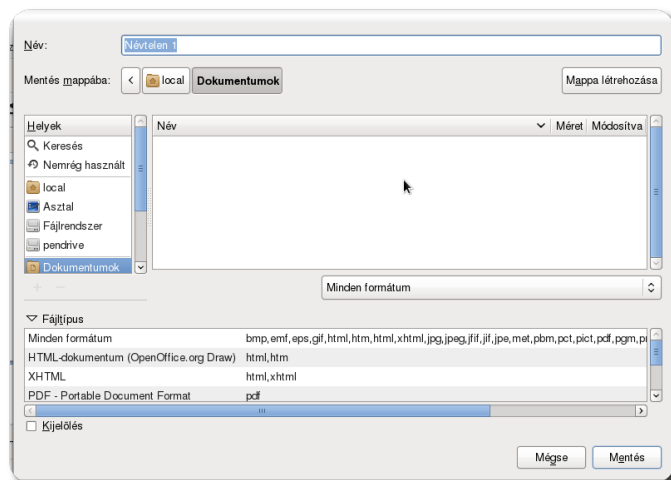 Név: Névtelen 1
Mentés mappába: local Dokumentumok Mappa létrehozása
Helyek
Keresés
Nemrég használt
local
Asztal
Fájlrendszer
pendrive
Dokumentumok
Név Méret Módosítva
Minden formátum
Fájltípus
Minden formátum bmp,emf,eps,gif,html,htm,html,xhtml,jpg,jpeg,jfif,jif,jpe,met,pbm,pct,pict,pdf,pgm,pl
HTML-dokumentum (OpenOffice.org Draw) html,htm
XHTML html,xhtml
PDF - Portable Document Format pdf
Kijelölés
Mégse Mentés